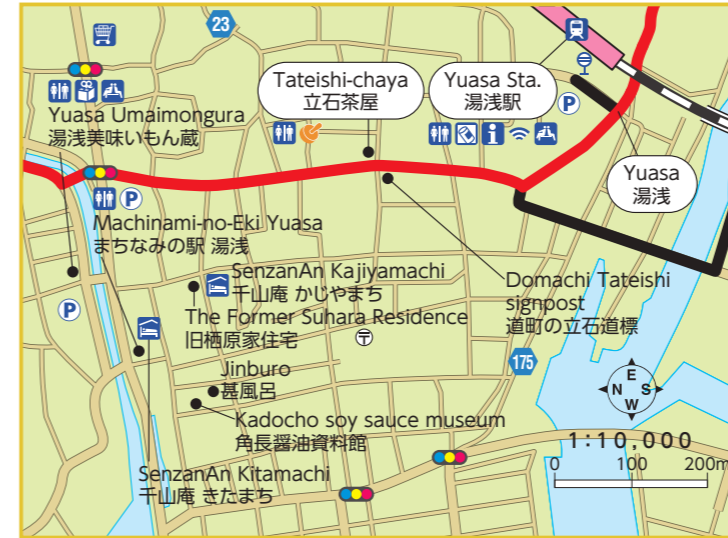 23
Tateishi-chaya
立石茶屋
Yuasa Sta.
湯浅駅
P
Yuasa Umaimongura
湯浅美味いもん蔵
Yuasa
湯浅
P
Machinami-no-Eki Yuasa
まちなみの駅 湯浅
SenzanAn Kajiyamachi
千山庵 かじやまち
Domachi Tateishi
signpost
道町の立石道標
P
The Former Suhara Residence
旧栖原家住宅
〒
175
Jinburo
甚風呂
Kadocho soy sauce museum
角長醤油資料館
E
N S
W
SenzanAn Kitamachi
千山庵 きたまち
1:10,000
0 100 200m